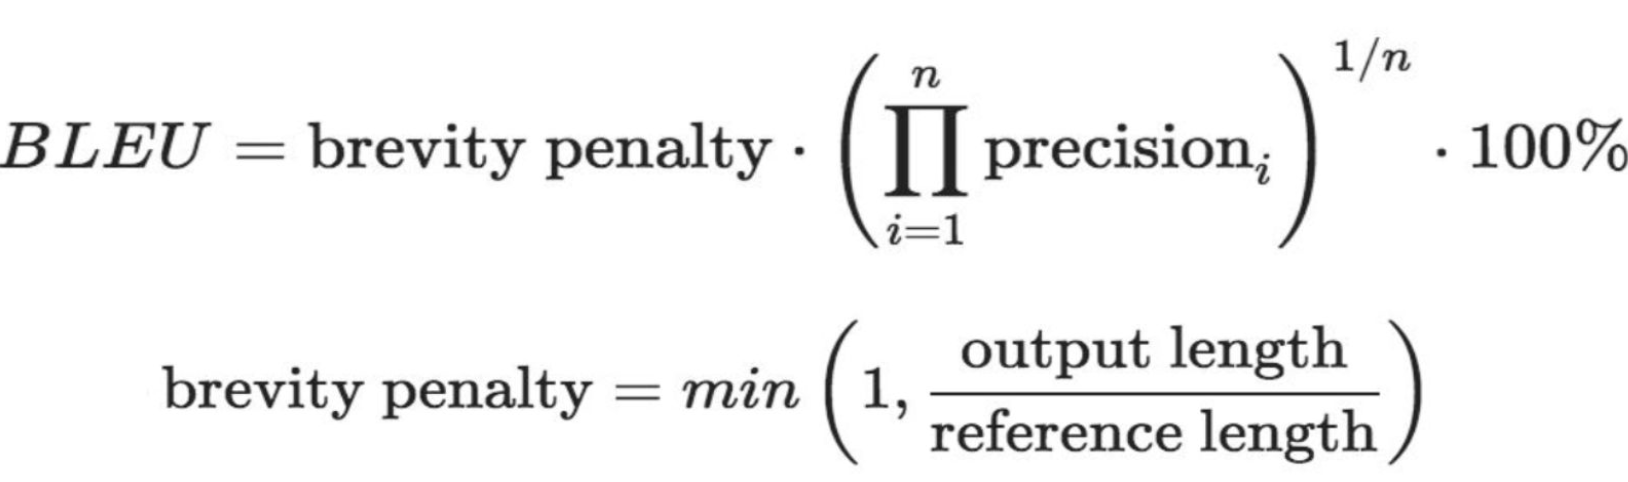 BLEU = brevity penalty · (∏_{i=1}^{n} precision_i)^{1/n} · 100%
brevity penalty = min (1, output length / reference length)